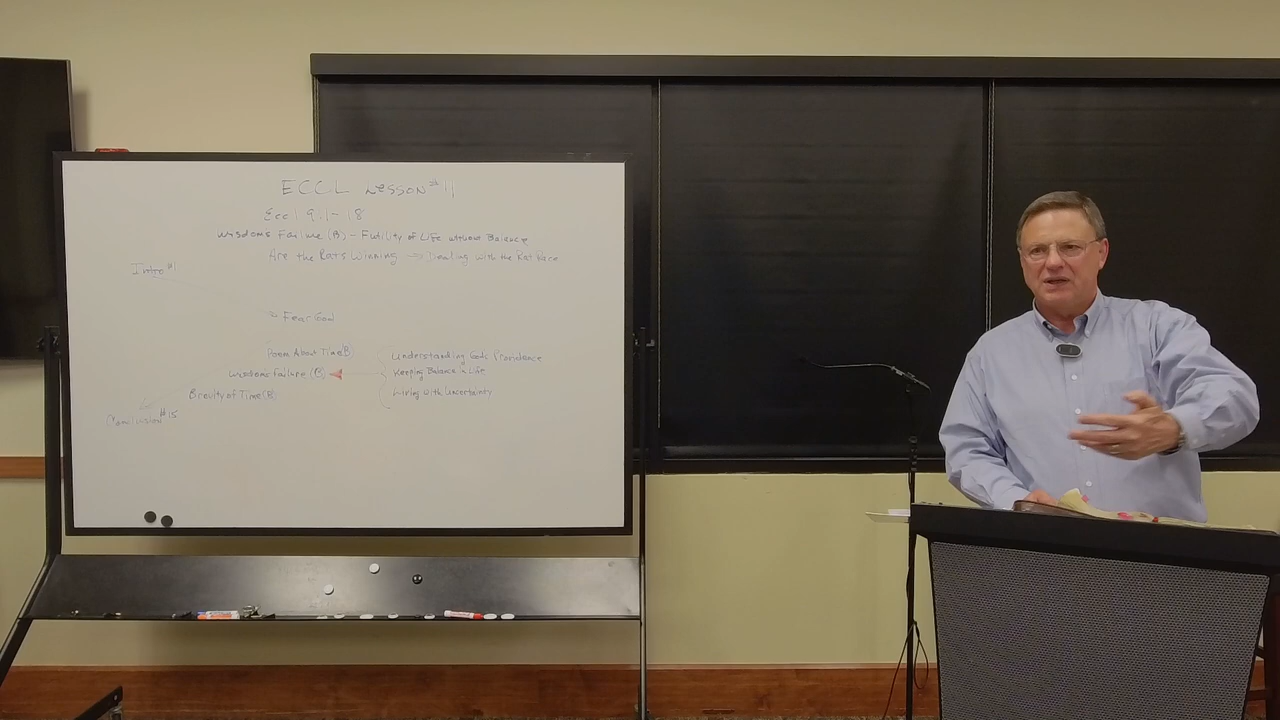 ECCL Lesson #11
Eccl 9:1-18
Wisdoms Failure (B) - Futility of Life without Balance
Are the Rats Winning → Dealing with the Rat Race
Intro #1
Fear God
Poem About Time (B)
Wisdoms Failure (B)
Brevity of Time (B)
Conclusion #15
Understanding Gods Providence
Keeping Balance in Life
Living with Uncertainty